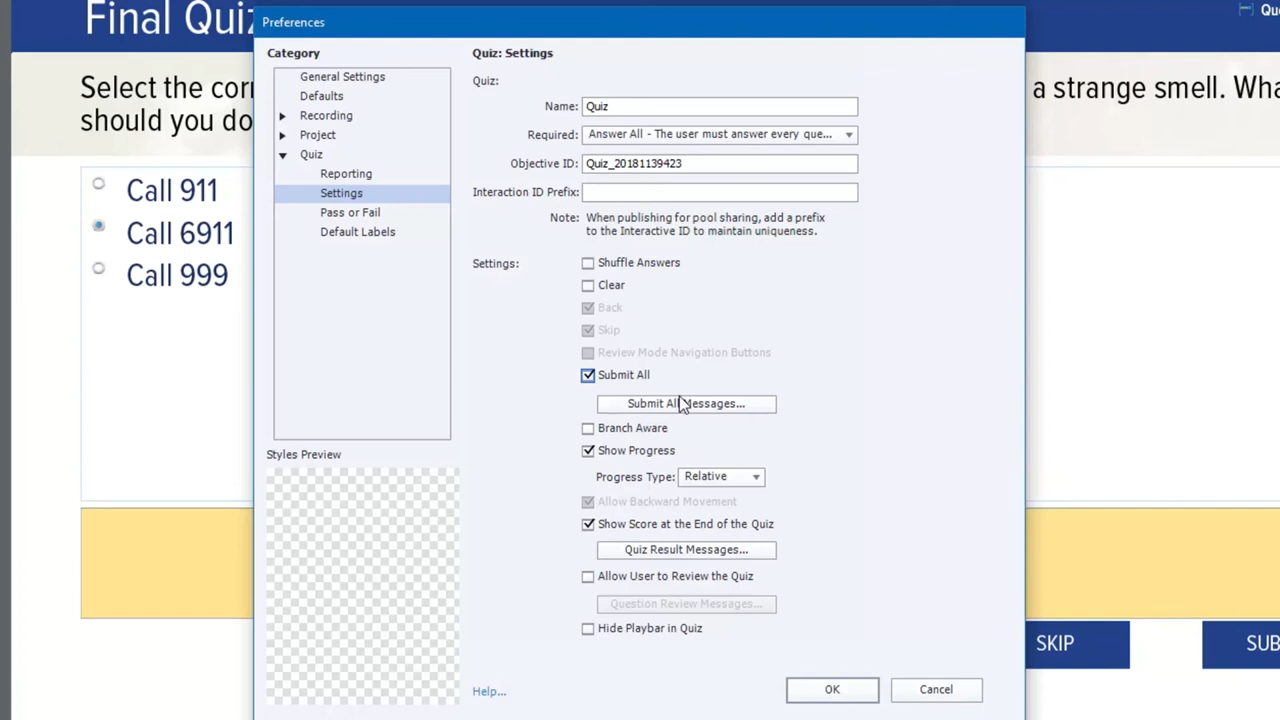 Final Quiz
Que
Select the cor
a strange smell. Wha
should you do
Call 911
Call 6911
Call 999
SKIP
SUB
Preferences
Category
General Settings
Defaults
Recording
Project
Quiz
Reporting
Settings
Pass or Fail
Default Labels
Styles Preview
Quiz: Settings
Quiz:
Name: Quiz
Required: Answer All - The user must answer every que...
Objective ID: Quiz_20181139423
Interaction ID Prefix:
Note: When publishing for pool sharing, add a prefix
to the Interactive ID to maintain uniqueness.
Settings:
Shuffle Answers
Clear
Back
Skip
Review Mode Navigation Buttons
Submit All
Submit All Messages...
Branch Aware
Show Progress
Progress Type: Relative
Allow Backward Movement
Show Score at the End of the Quiz
Quiz Result Messages...
Allow User to Review the Quiz
Question Review Messages...
Hide Playbar in Quiz
Help...
OK
Cancel